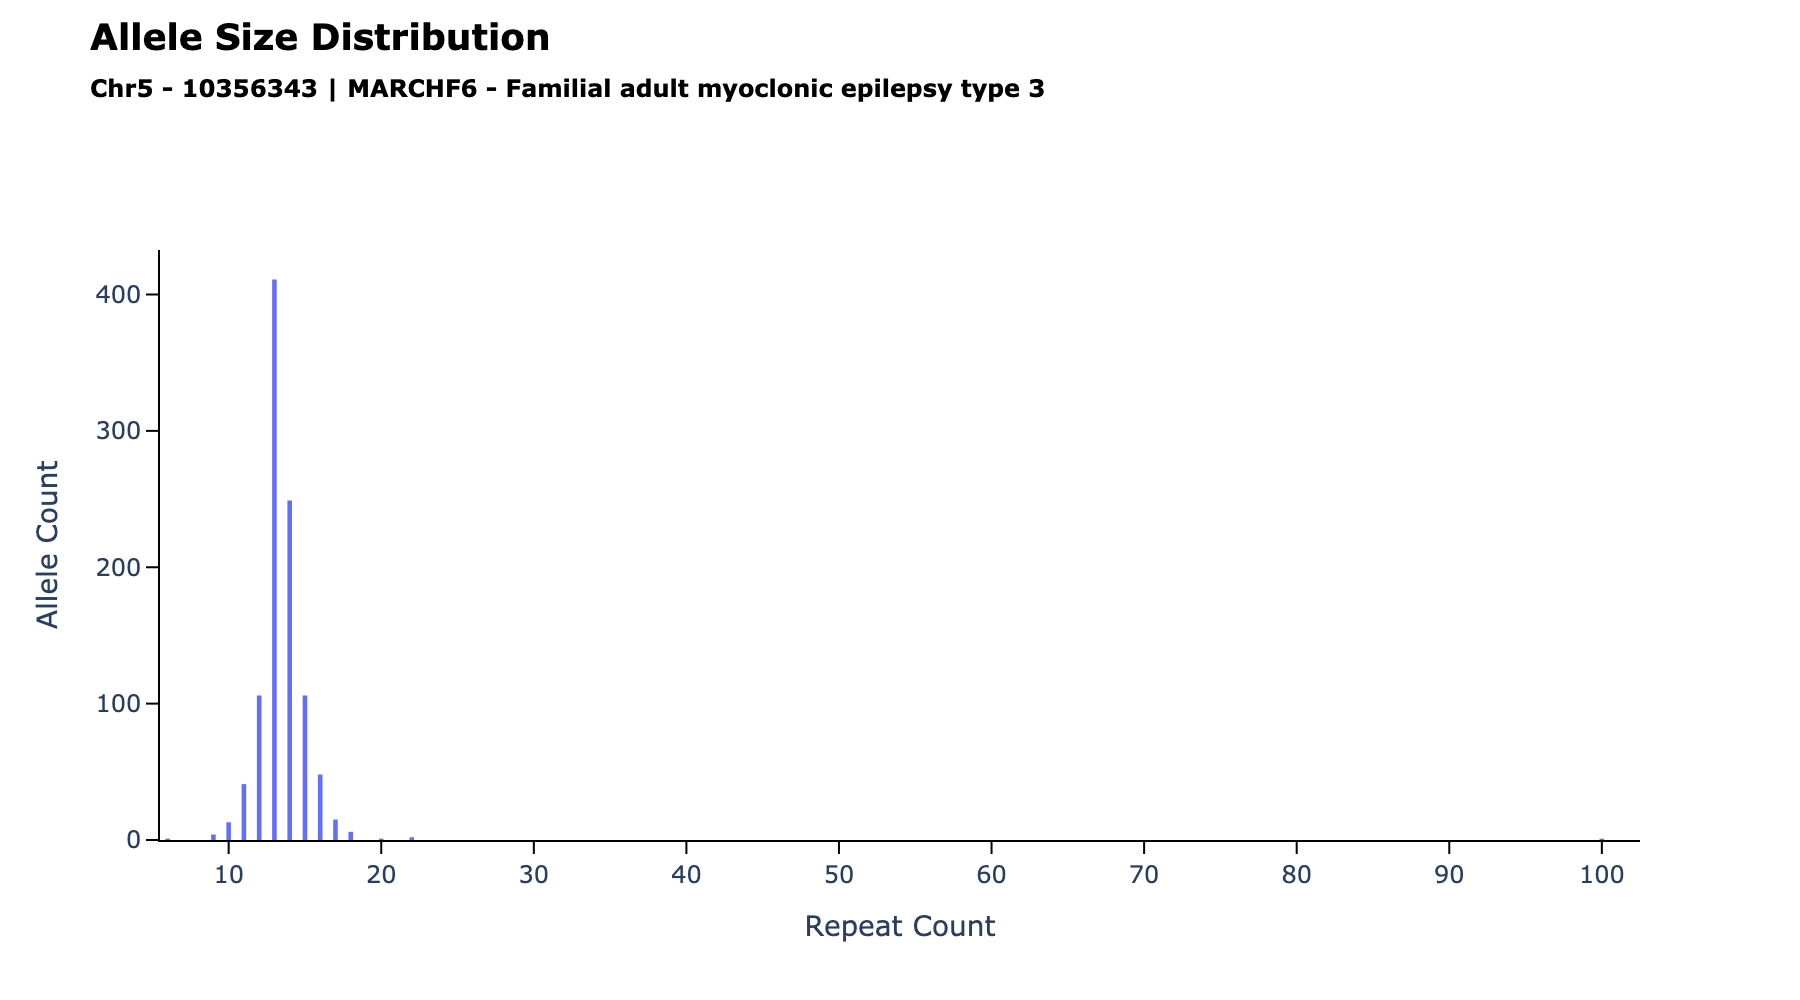 Allele Size Distribution
Chr5 - 10356343 | MARCHF6 - Familial adult myoclonic epilepsy type 3
400
300
200
100
0
Allele Count
10 20 30 40 50 60 70 80 90 100
Repeat Count